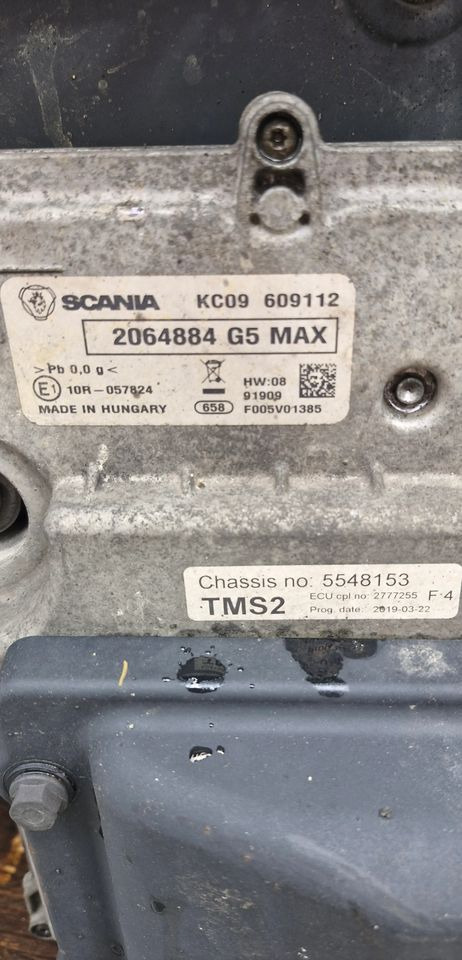 SCANIA KC09 609112
2064884 G5 MAX
>Pb 0,0 g<
E1 10R-057824 HW:08
91909
MADE IN HUNGARY 658 F005V01385
Chassis no: 5548153
TMS2 ECU cpl no: 2777255 F 4
Prog. date: 2019-03-22